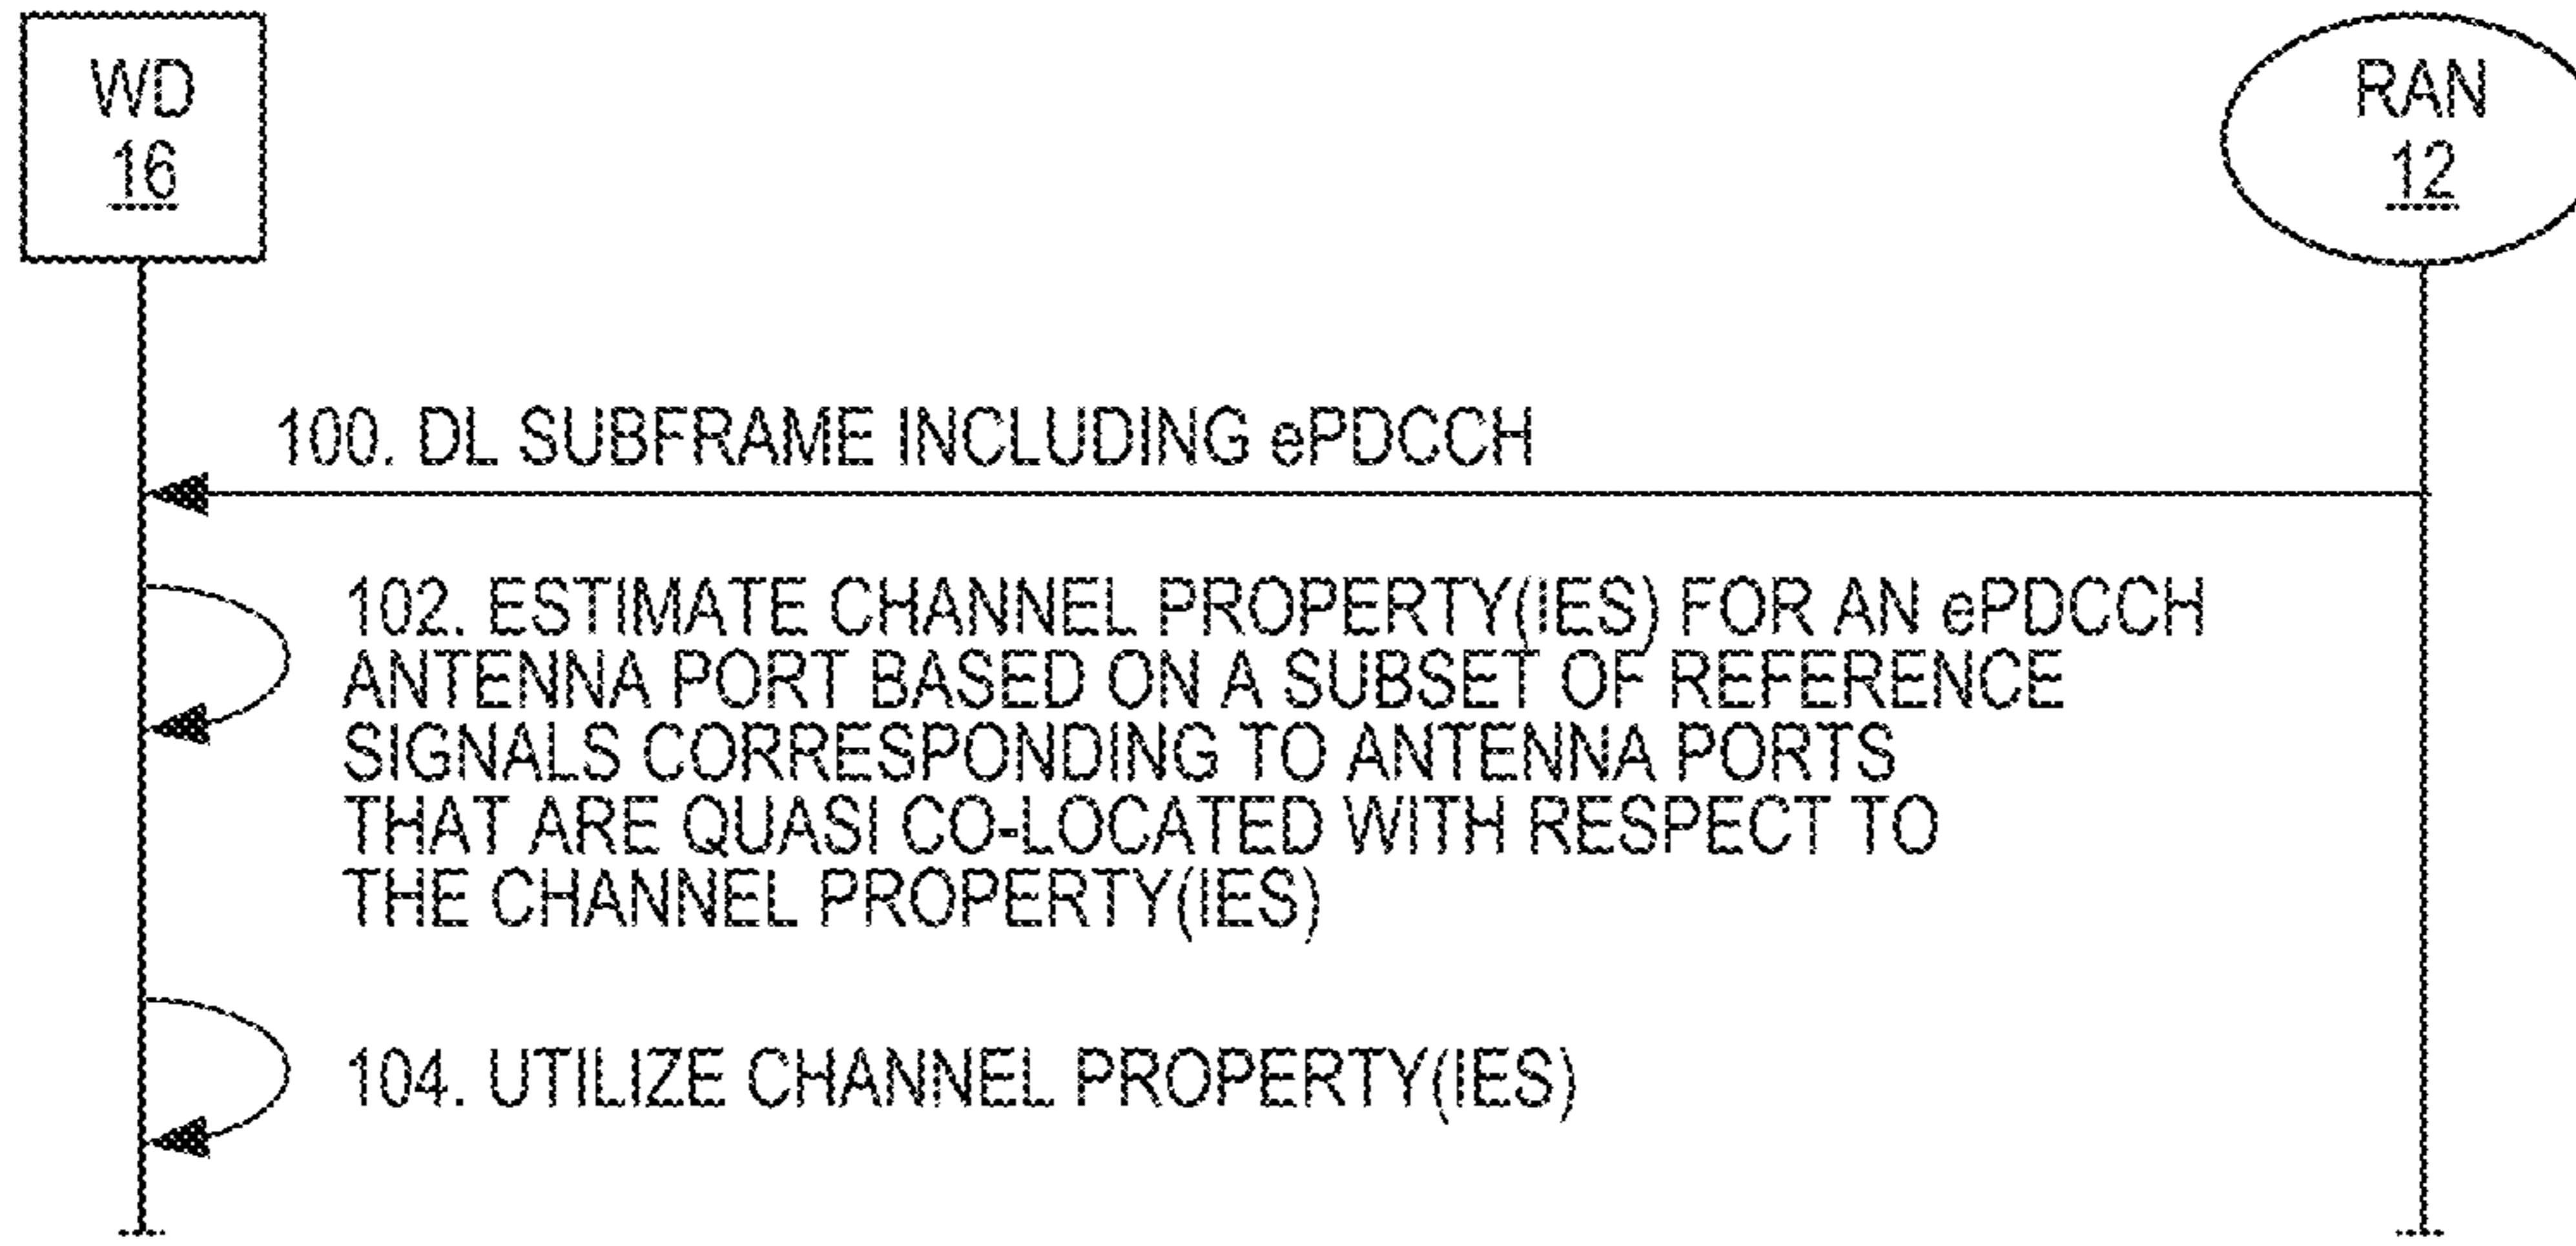 WD
16
RAN
12
100. DL SUBFRAME INCLUDING ePDCCH
102. ESTIMATE CHANNEL PROPERTY(IES) FOR AN ePDCCH
ANTENNA PORT BASED ON A SUBSET OF REFERENCE
SIGNALS CORRESPONDING TO ANTENNA PORTS
THAT ARE QUASI CO-LOCATED WITH RESPECT TO
THE CHANNEL PROPERTY(IES)
104. UTILIZE CHANNEL PROPERTY(IES)